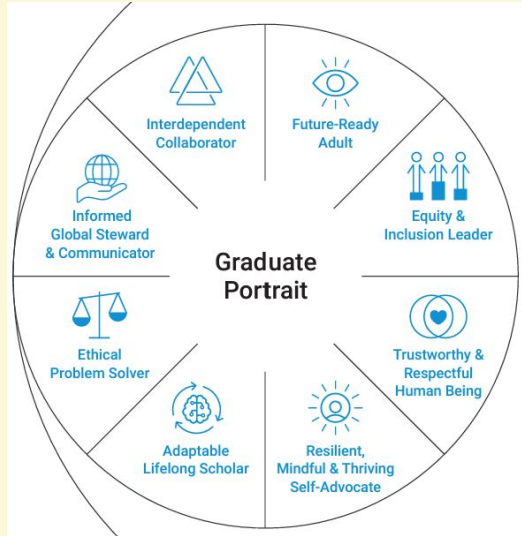 Graduate
Portrait
Future-Ready
Adult
Equity &
Inclusion Leader
Trustworthy &
Respectful
Human Being
Resilient,
Mindful & Thriving
Self-Advocate
Adaptable
Lifelong Scholar
Ethical
Problem Solver
Informed
Global Steward
& Communicator
Interdependent
Collaborator